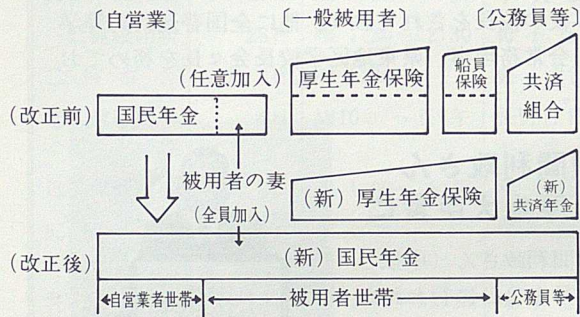 〔自営業〕 〔一般被用者〕 〔公務員等〕
(任意加入) 厚生年金保険 船員保険 共済組合
(改正前) 国民年金
被用者の妻
(全員加入)
(新)厚生年金保険 (新)共済年金
(改正後) (新)国民年金
自営業者世帯 被用者世帯 公務員等